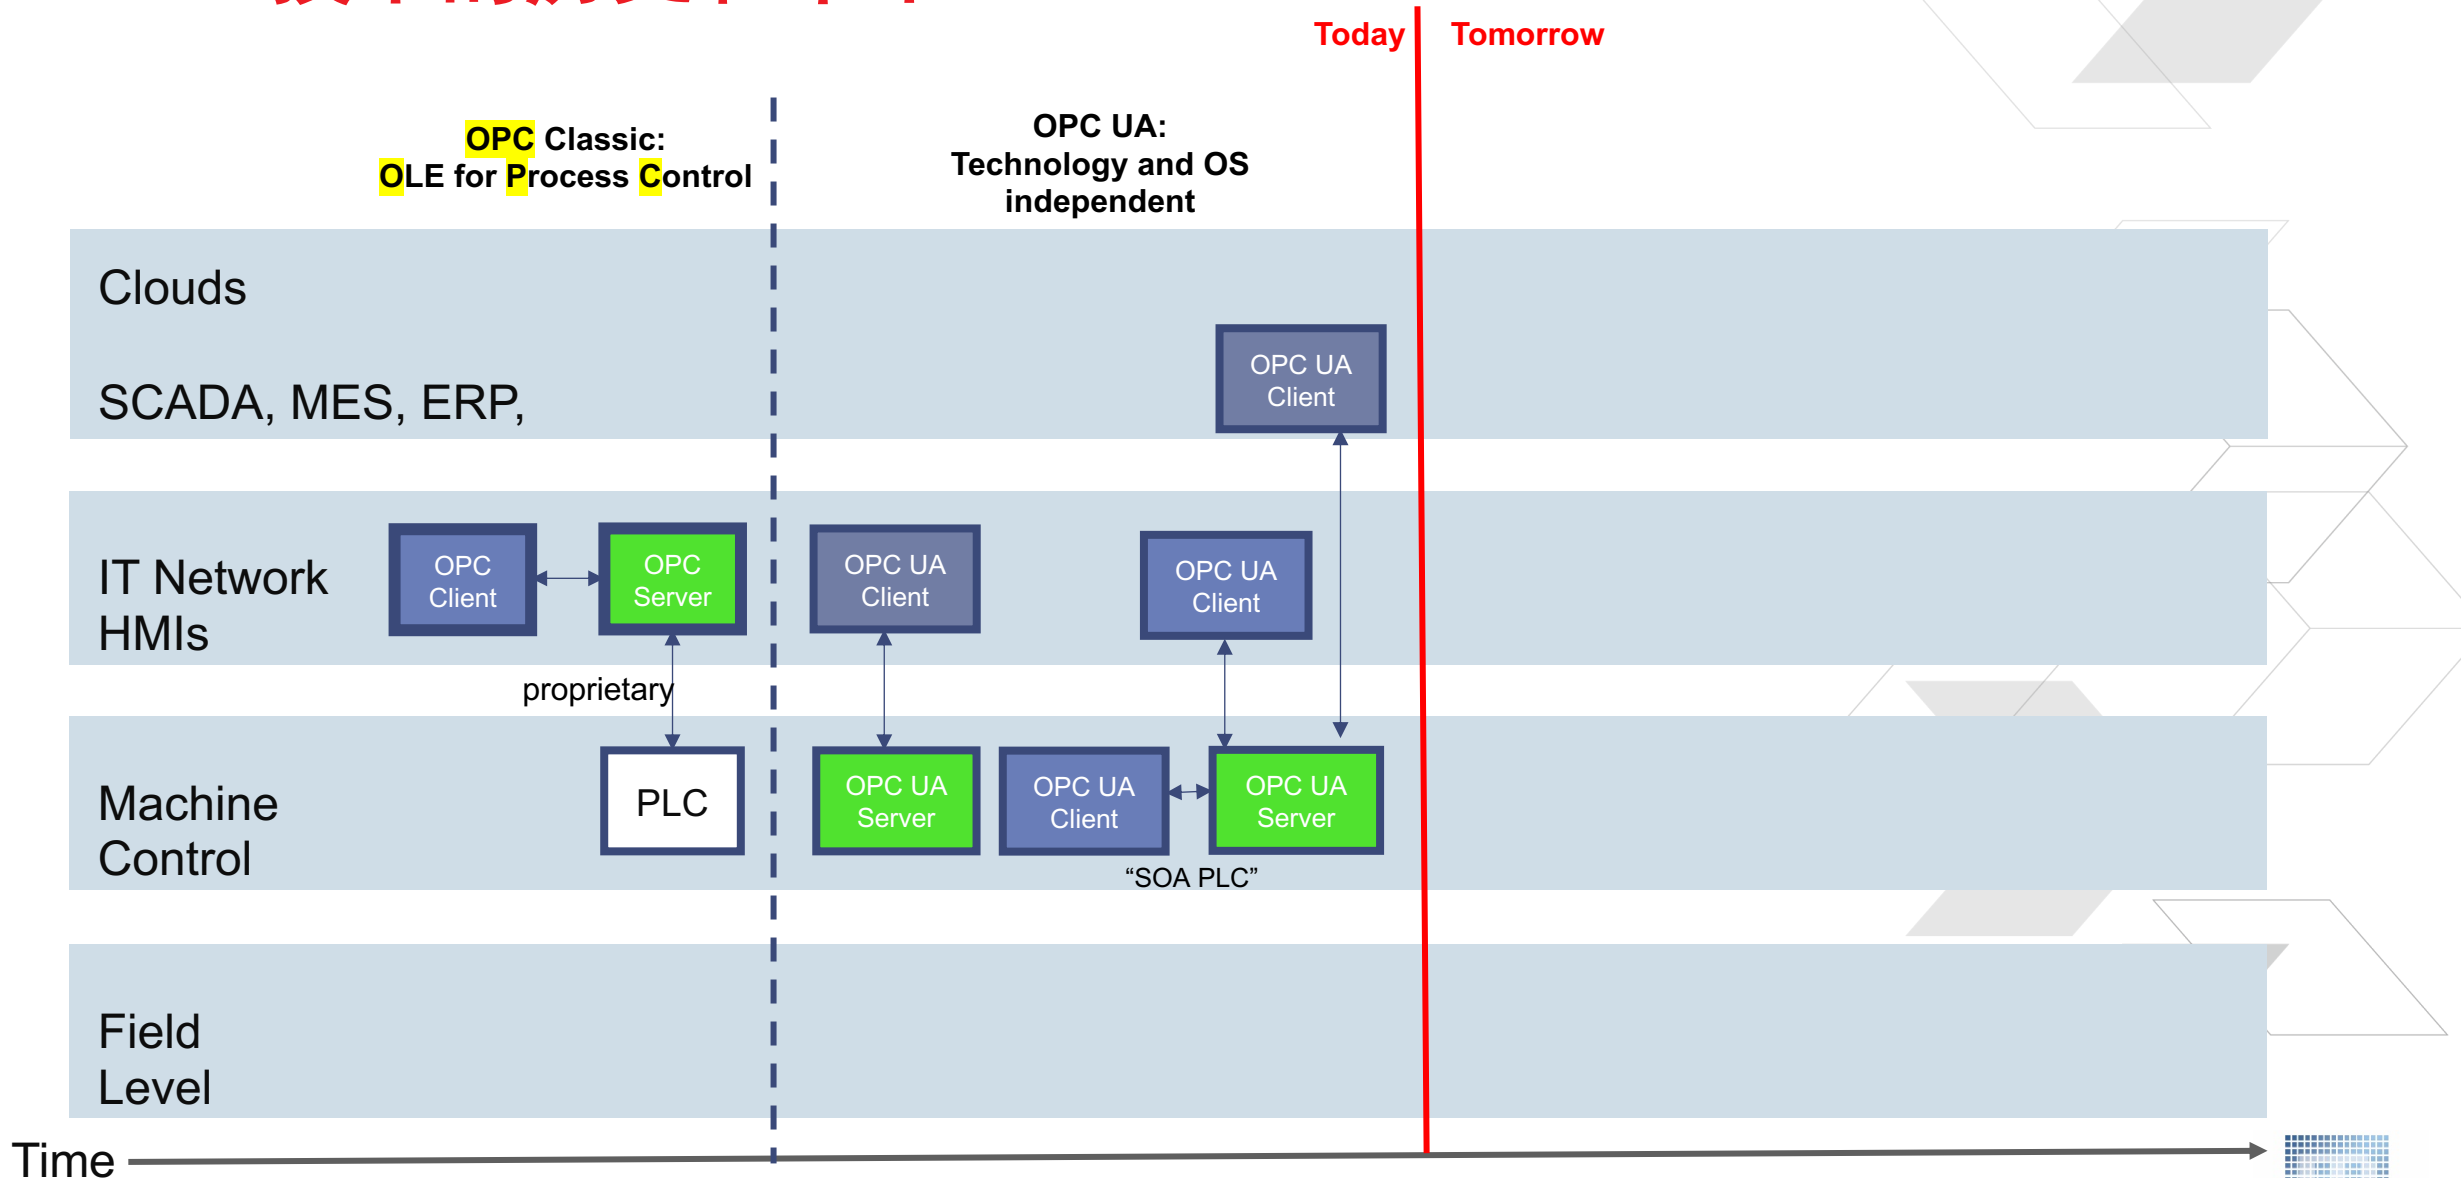 Today
Tomorrow
OPC Classic:
OLE for Process Control
OPC UA:
Technology and OS
independent
Clouds
SCADA, MES, ERP,
OPC UA
Client
IT Network
HMIs
OPC
Client
OPC
Server
OPC UA
Client
OPC UA
Client
proprietary
Machine
Control
PLC
OPC UA
Server
OPC UA
Client
OPC UA
Server
“SOA PLC”
Field
Level
Time